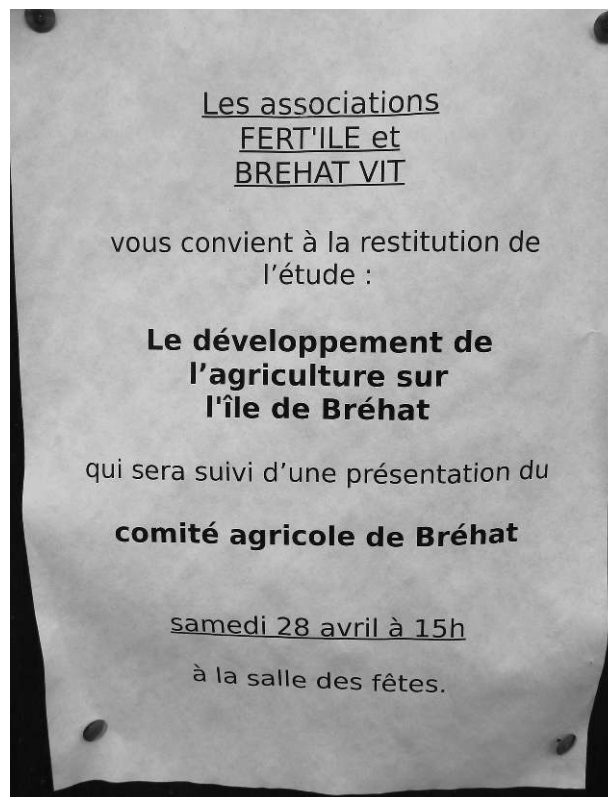 Les associations
FERT'ILE et
BREHAT VIT
vous convient à la restitution de
l’étude :
Le développement de
l’agriculture sur
l'île de Bréhat
qui sera suivi d’une présentation du
comité agricole de Bréhat
samedi 28 avril à 15h
à la salle des fêtes.